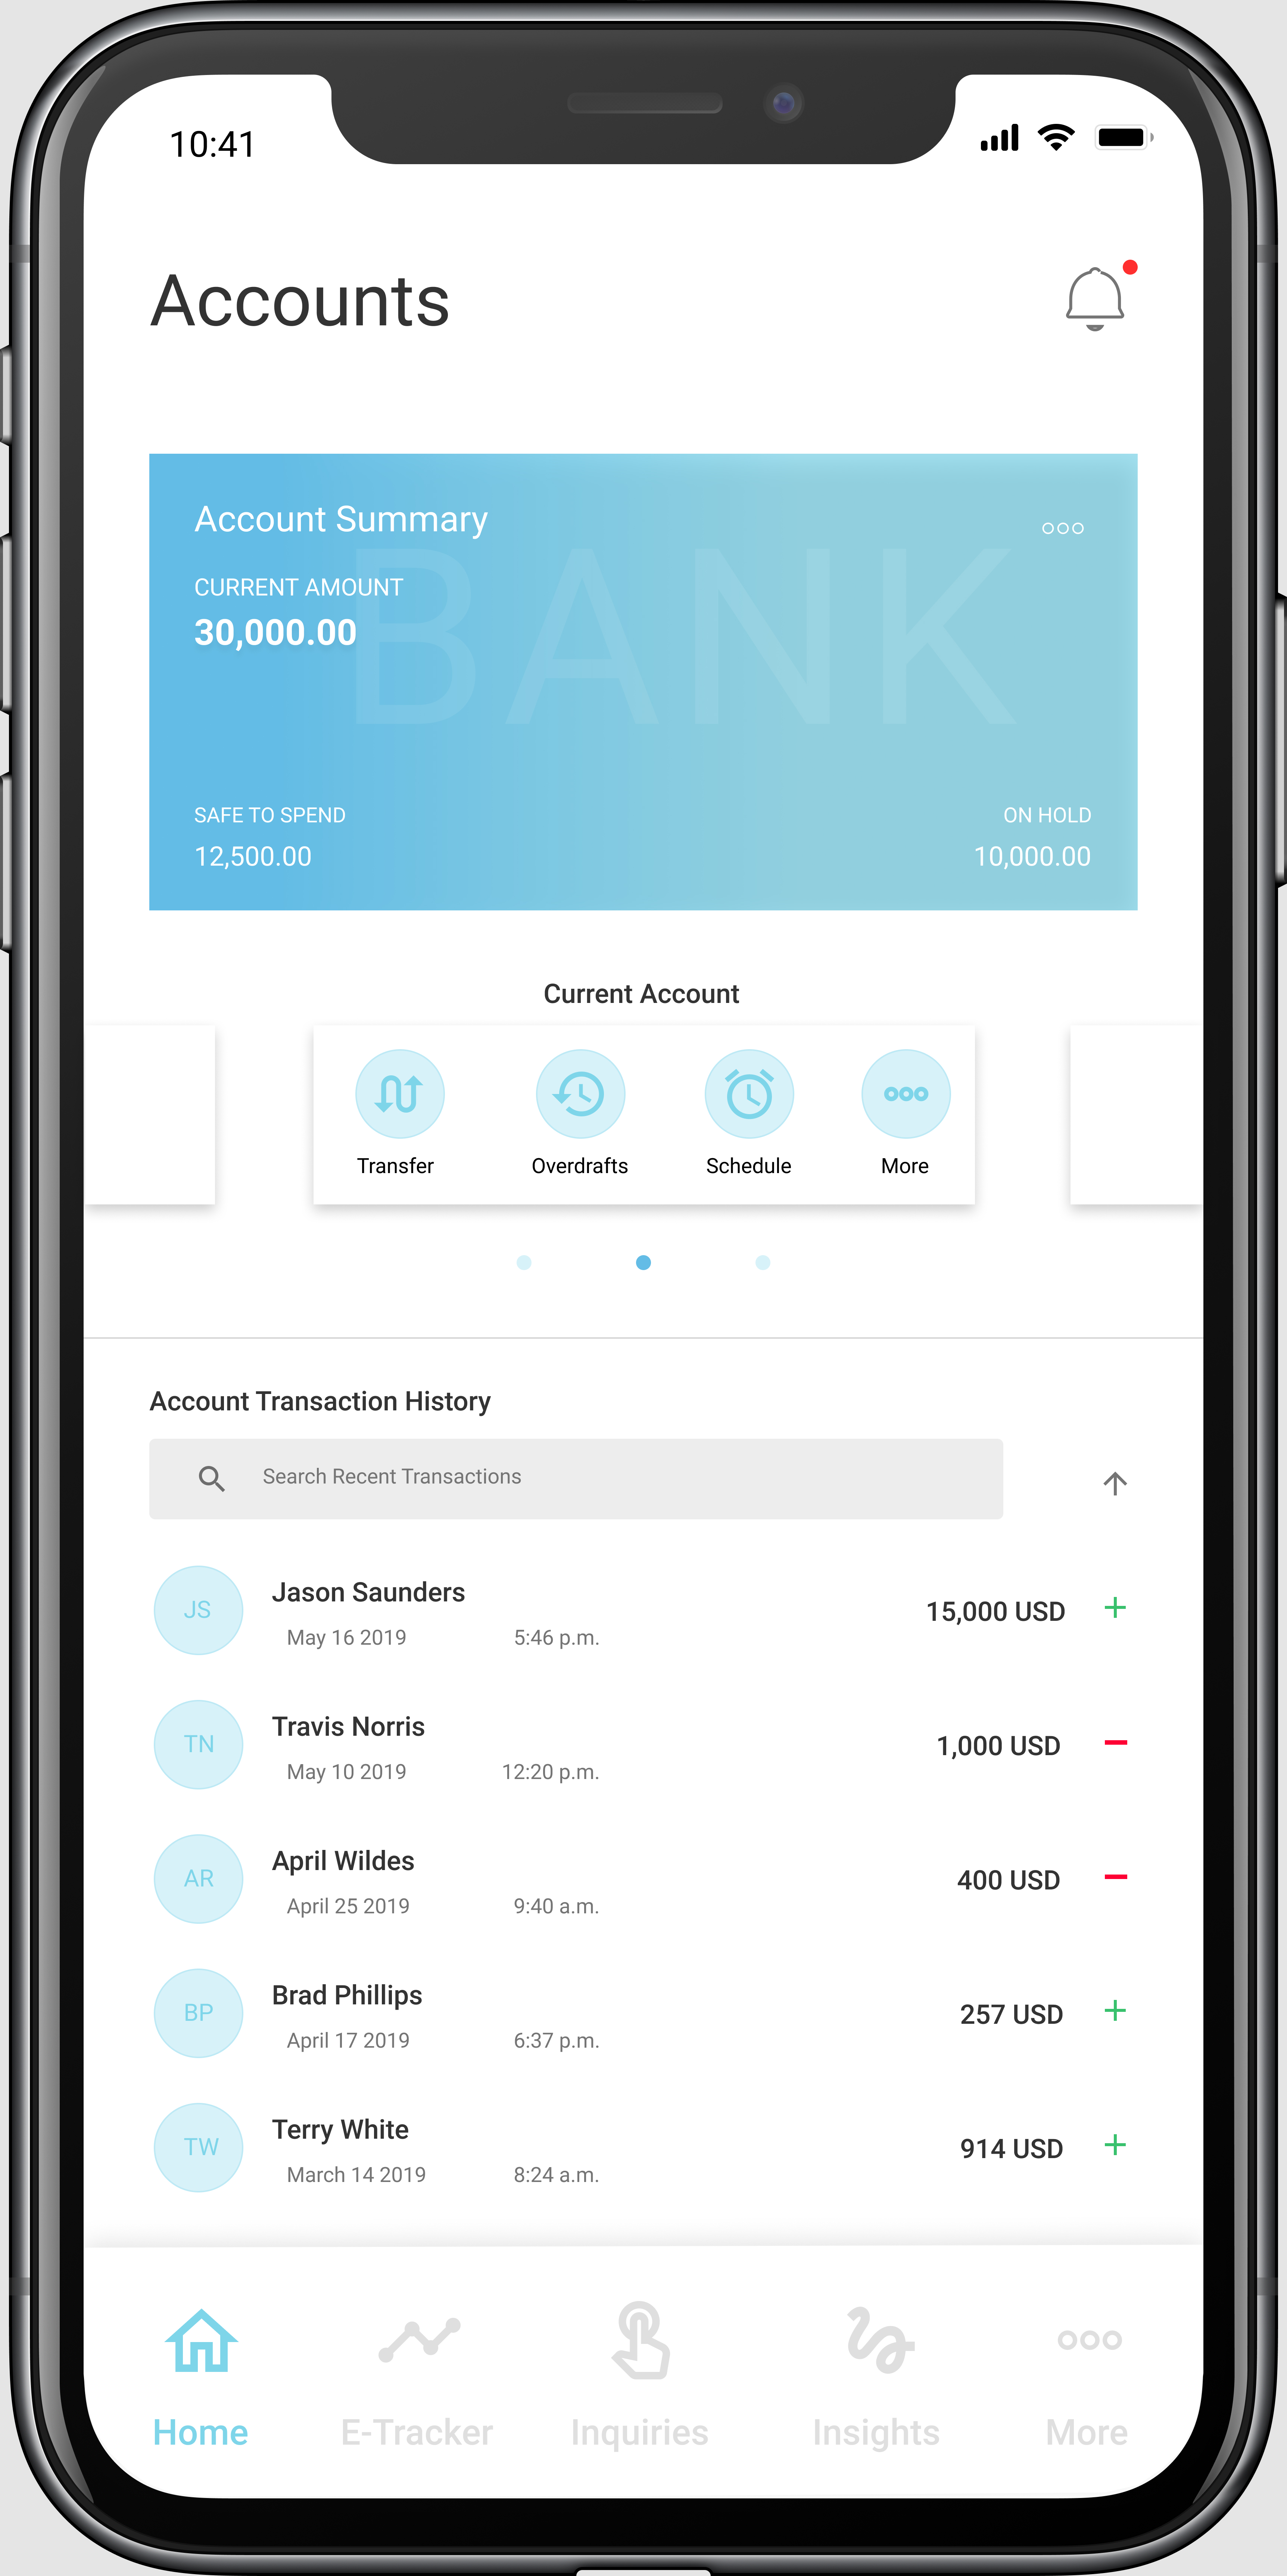 10:41
Accounts
Account Summary
CURRENT AMOUNT
30,000.00
BANK
SAFE TO SPEND
ON HOLD
12,500.00
10,000.00
Current Account
Transfer
Overdrafts
Schedule
More
Account Transaction History
Search Recent Transactions
JS
Jason Saunders
May 16 2019 5:46 p.m.
15,000 USD +
TN
Travis Norris
May 10 2019 12:20 p.m.
1,000 USD −
AR
April Wildes
April 25 2019 9:40 a.m.
400 USD −
BP
Brad Phillips
April 17 2019 6:37 p.m.
257 USD +
TW
Terry White
March 14 2019 8:24 a.m.
914 USD +
Home
E-Tracker
Inquiries
Insights
More